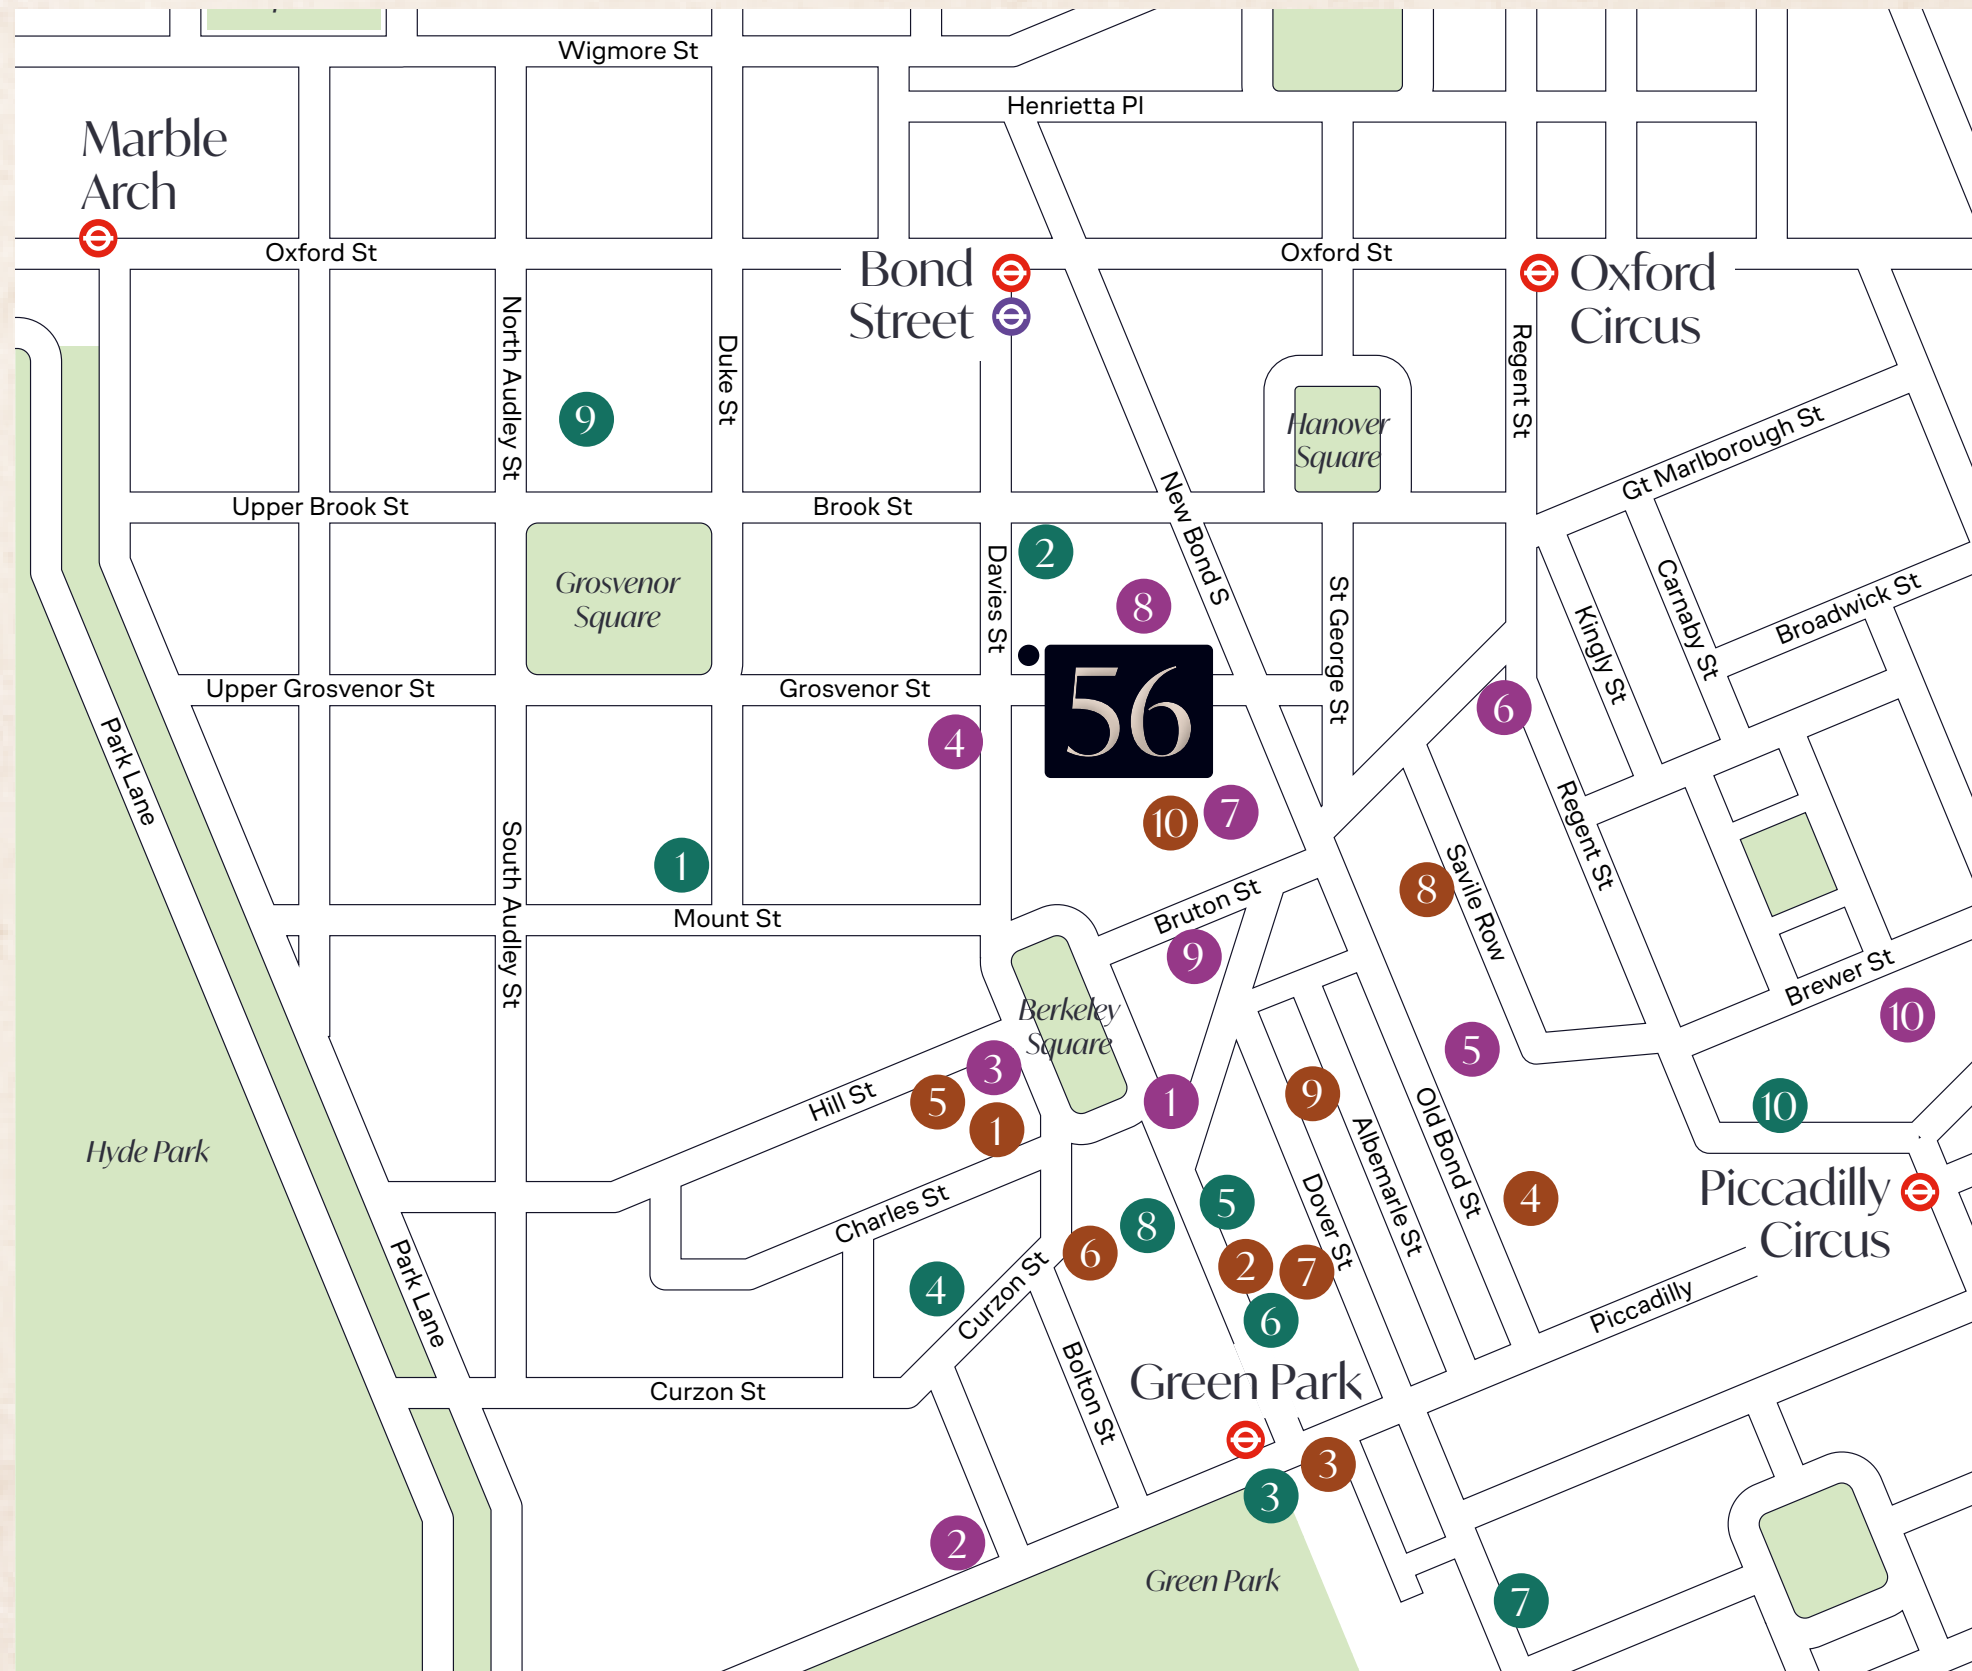 Wigmore St
Henrietta Pl
Marble
Arch
Oxford St
Bond
Street
Oxford St
Oxford
Circus
North Audley St
Duke St
Regent St
9
Hanover
Square
Gt Marlborough St
Upper Brook St
Brook St
New Bond S
Grosvenor
Square
Davies St
2
8
St George St
Kingly St
Carnaby St
Broadwick St
Upper Grosvenor St
Grosvenor St
56
6
4
Park Lane
10
7
Regent St
1
South Audley St
8
Savile Row
Mount St
Bruton St
9
Brewer St
Berkeley
Square
10
5
3
5
1
Hill St
1
9
10
Albemarle St
Old Bond St
Hyde Park
Charles St
5
8
Dover St
4
Piccadilly
Circus
Park Lane
4
Curzon St
6
2
7
6
Piccadilly
Green Park
Curzon St
Bolton St
3
3
2
Green Park
7